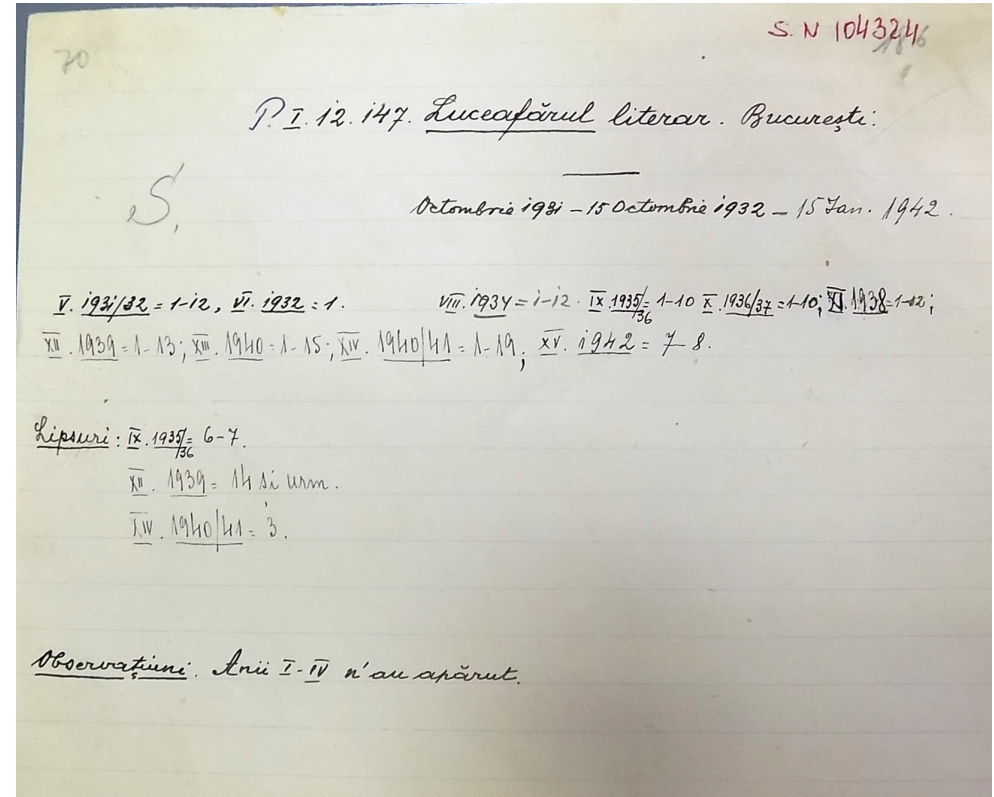 S. N 104324
70
P. I. 12. 147. Luceafărul literar. București.
S,
Octombrie 1931 – 15 Octombrie 1932 – 15 Ian. 1942.
V. 1931/32 = 1-12, VI. 1932 = 1. VIII. 1934 = 1-12. IX 1935/36 = 1-10 X. 1936/37 = 1-10; XI. 1938 = 1-12;
XII. 1939 = 1-13; XIII. 1940 = 1-15; XIV. 1940/41 = 1-19; XV. 1942 = 7-8.
Lipsuri: IX. 1935/36 = 6-7.
XII. 1939 = 14 si urm.
XIV. 1940/41 = 3.
Observațiuni. Anii I-IV n'au apărut.